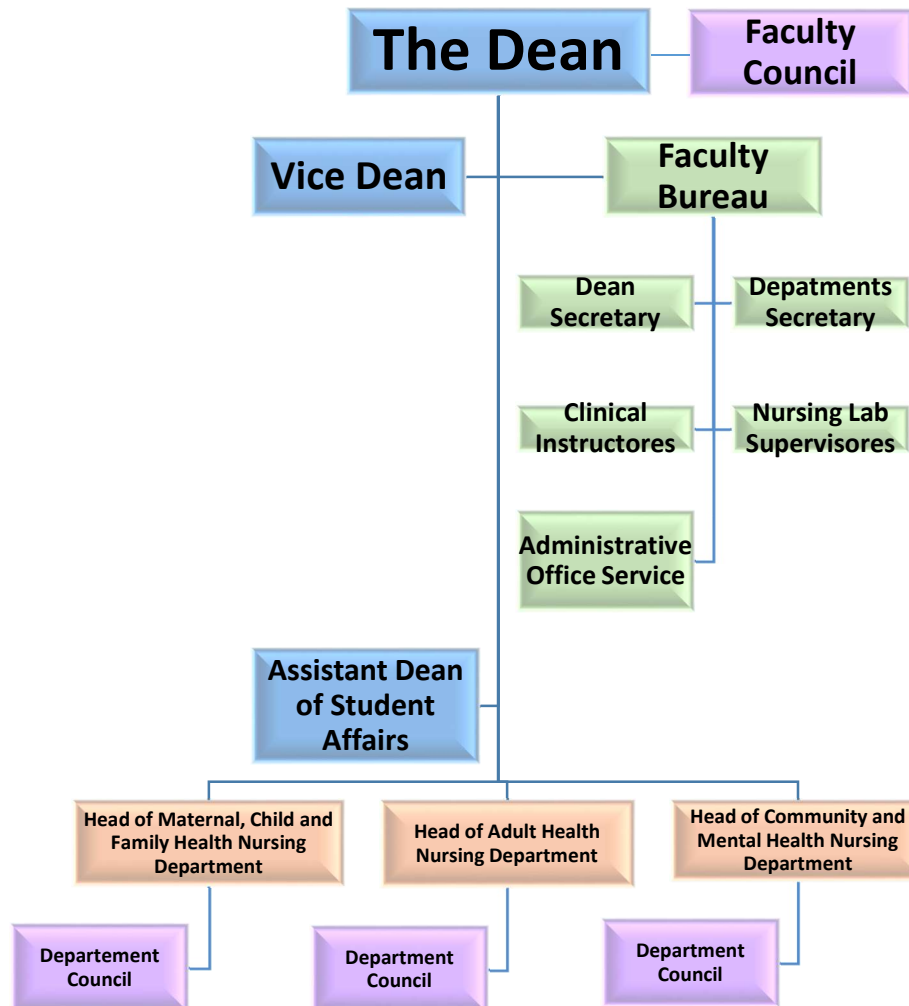 The Dean
Faculty
Council
Vice Dean
Faculty
Bureau
Dean
Secretary
Depatments
Secretary
Clinical
Instructores
Nursing Lab
Supervisores
Administrative
Office Service
Assistant Dean
of Student
Affairs
Head of Maternal, Child and
Family Health Nursing
Department
Head of Adult Health
Nursing Department
Head of Community and
Mental Health Nursing
Department
Departement
Council
Department
Council
Department
Council